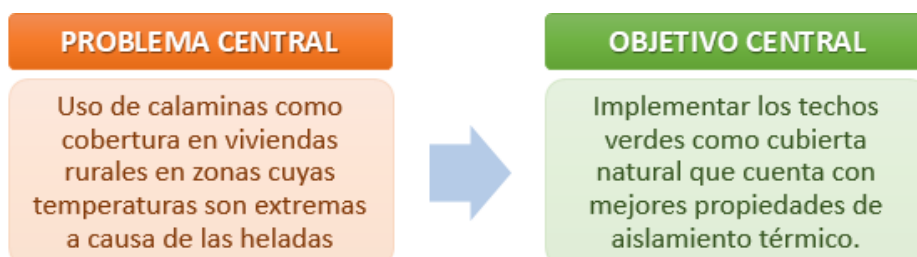 PROBLEMA CENTRAL
Uso de calaminas como
cobertura en viviendas
rurales en zonas cuyas
temperaturas son extremas
a causa de las heladas
OBJETIVO CENTRAL
Implementar los techos
verdes como cubierta
natural que cuenta con
mejores propiedades de
aislamiento térmico.